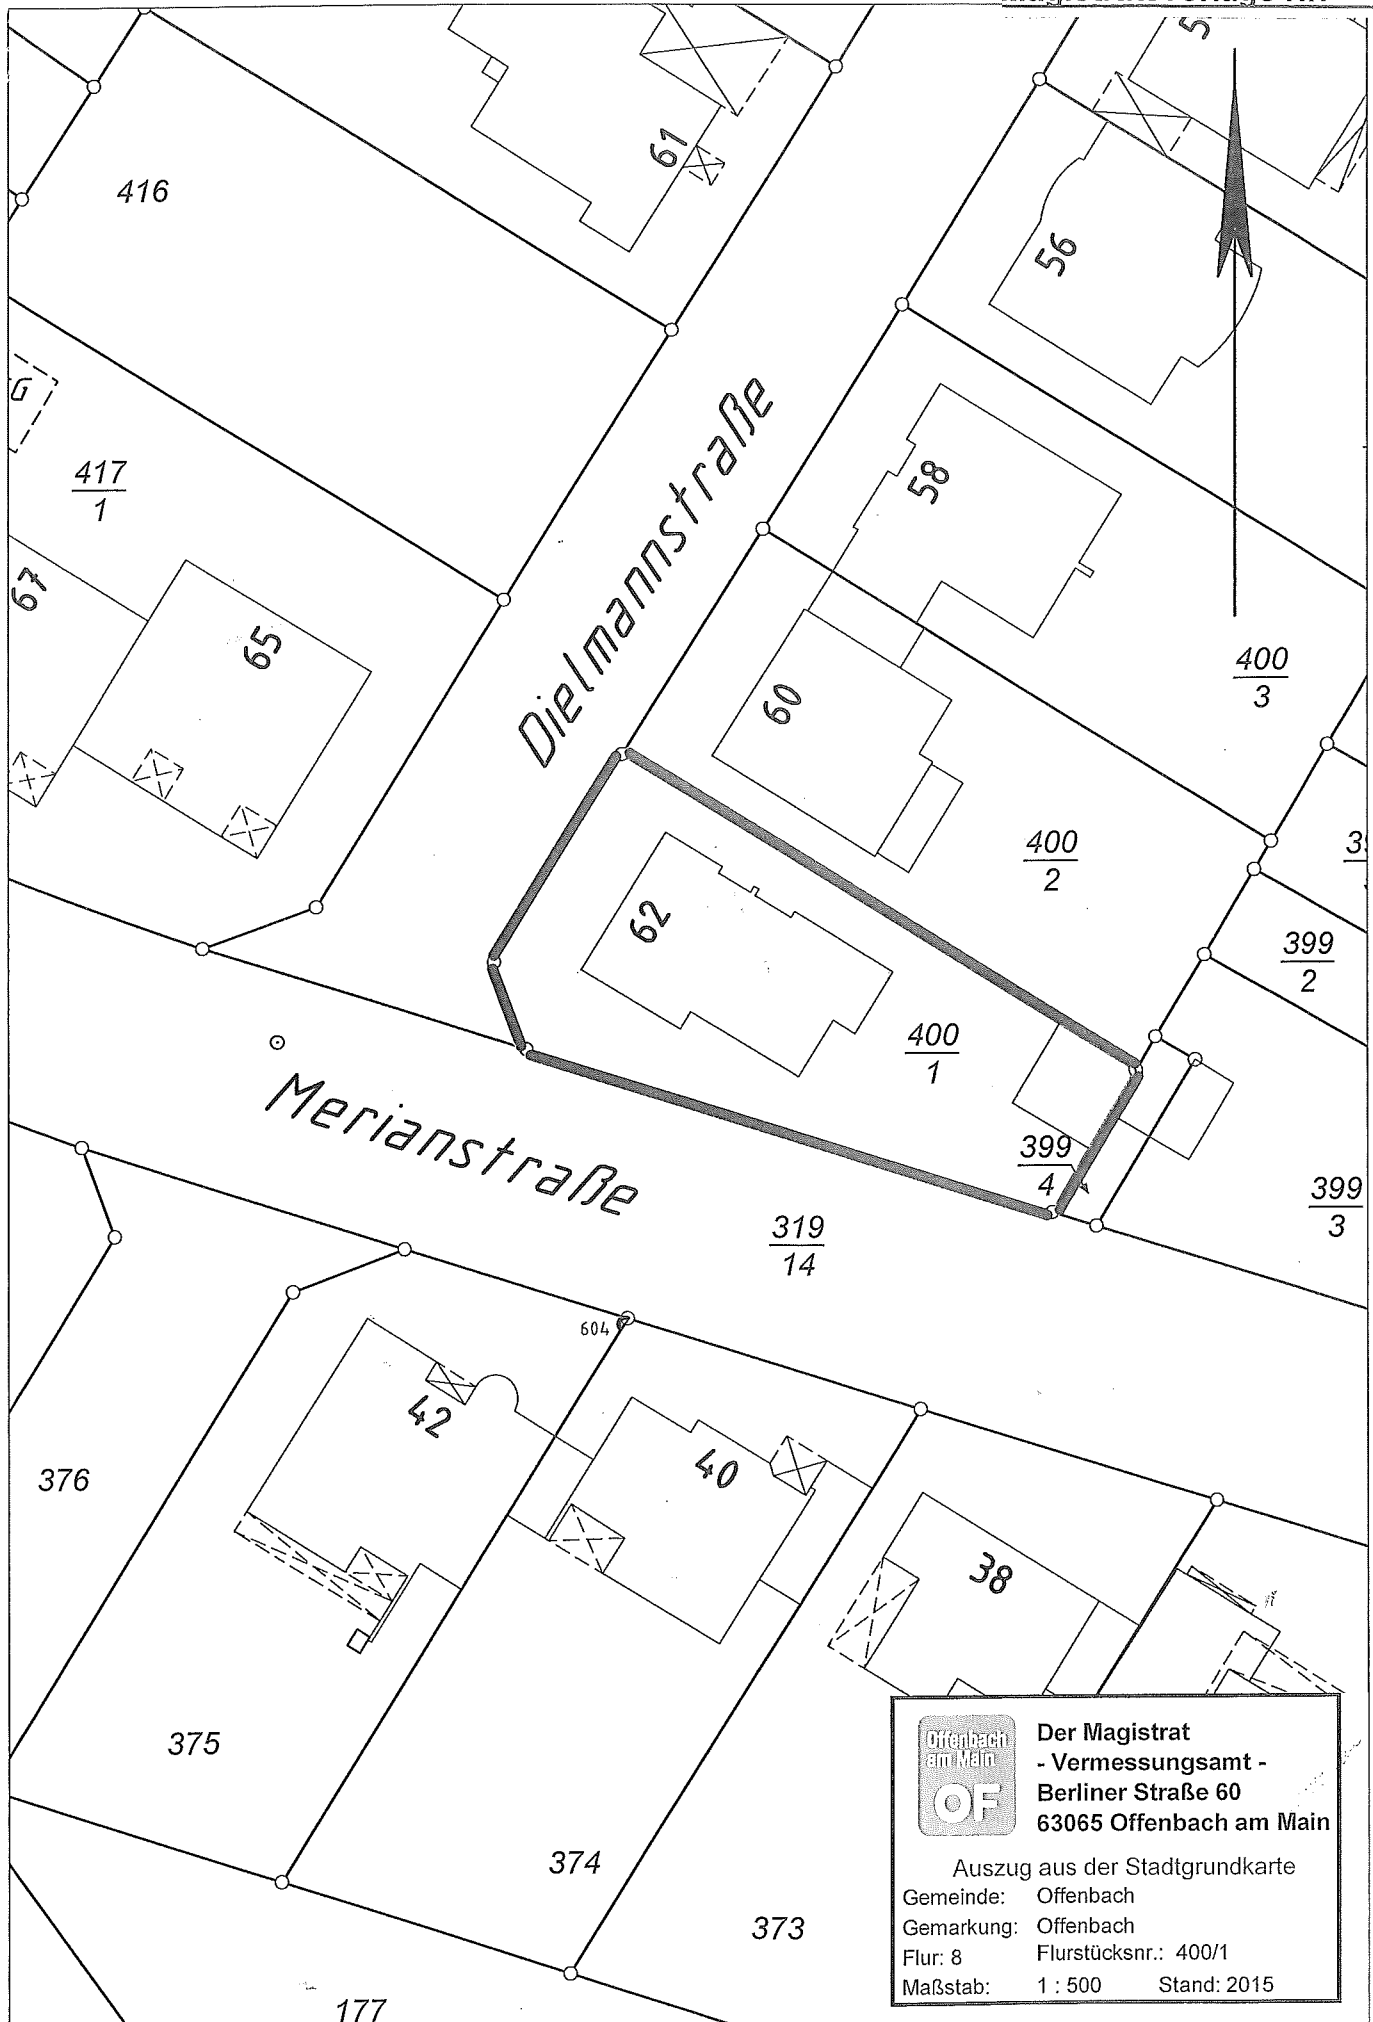 5
61
416
56
G
417
1
58
67
65
Dielmannstraße
60
400
3
400
2
62
399
2
400
1
Merianstraße
399
4
399
3
319
14
604
42
40
376
38
375
374
373
177
Offenbach
am Main
OF
Der Magistrat
- Vermessungsamt -
Berliner Straße 60
63065 Offenbach am Main
Auszug aus der Stadtgrundkarte
Gemeinde: Offenbach
Gemarkung: Offenbach
Flur: 8 Flurstücksnr.: 400/1
Maßstab: 1 : 500 Stand: 2015